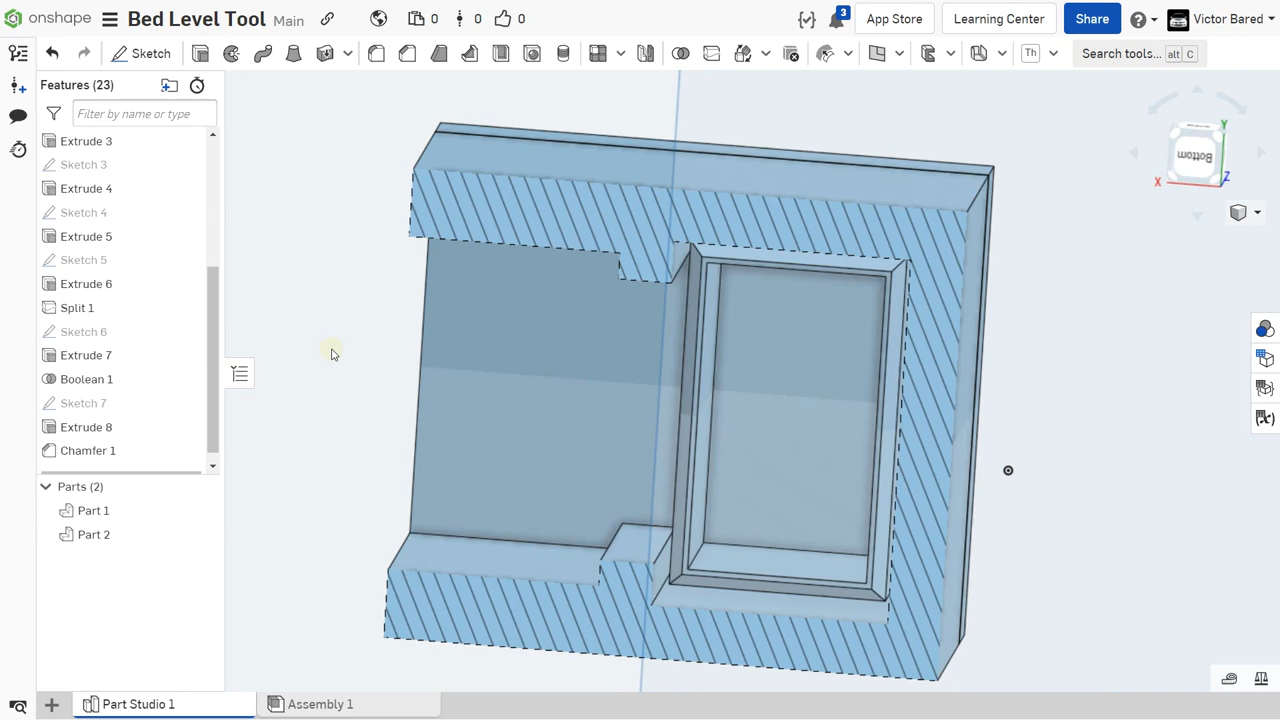 onshape Bed Level Tool Main 0 0 0 3 App Store Learning Center Share Victor Bared
Sketch Th Search tools... alt C
Features (23)
Filter by name or type
Extrude 3
Sketch 3
Extrude 4
Sketch 4
Extrude 5
Sketch 5
Extrude 6
Split 1
Sketch 6
Extrude 7
Boolean 1
Sketch 7
Extrude 8
Chamfer 1
Parts (2)
Part 1
Part 2
Y
Bottom
X
Z
Part Studio 1 Assembly 1